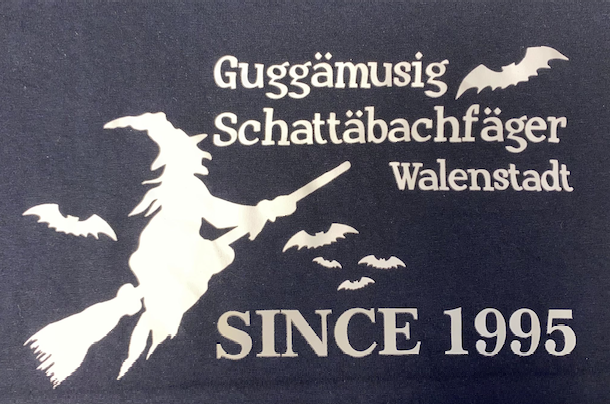 Guggämusig
Schattäbachfäger
Walenstadt
SINCE 1995